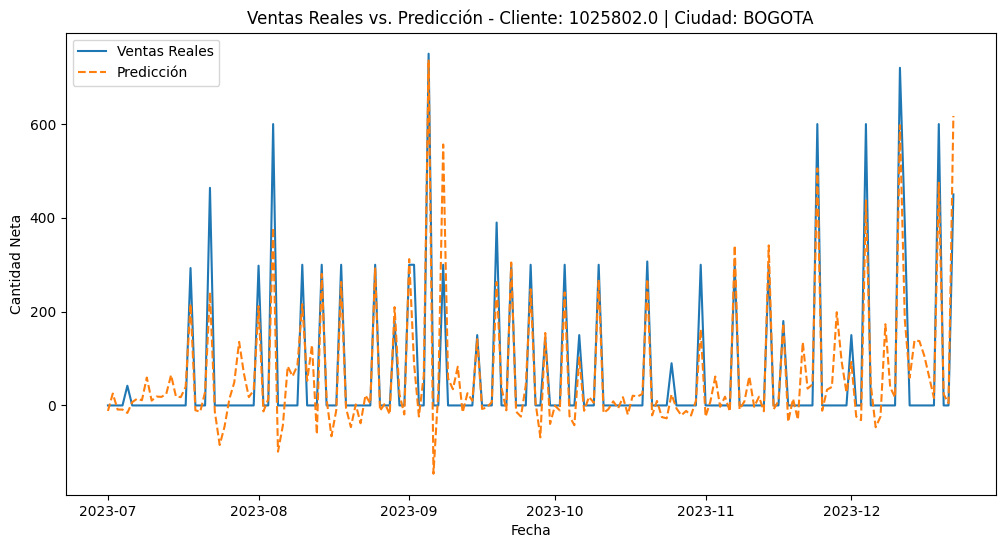 Ventas Reales vs. Predicción - Cliente: 1025802.0 | Ciudad: BOGOTA
Ventas Reales
Predicción
Cantidad Neta
600
400
200
0
2023-07
2023-08
2023-09
2023-10
2023-11
2023-12
Fecha